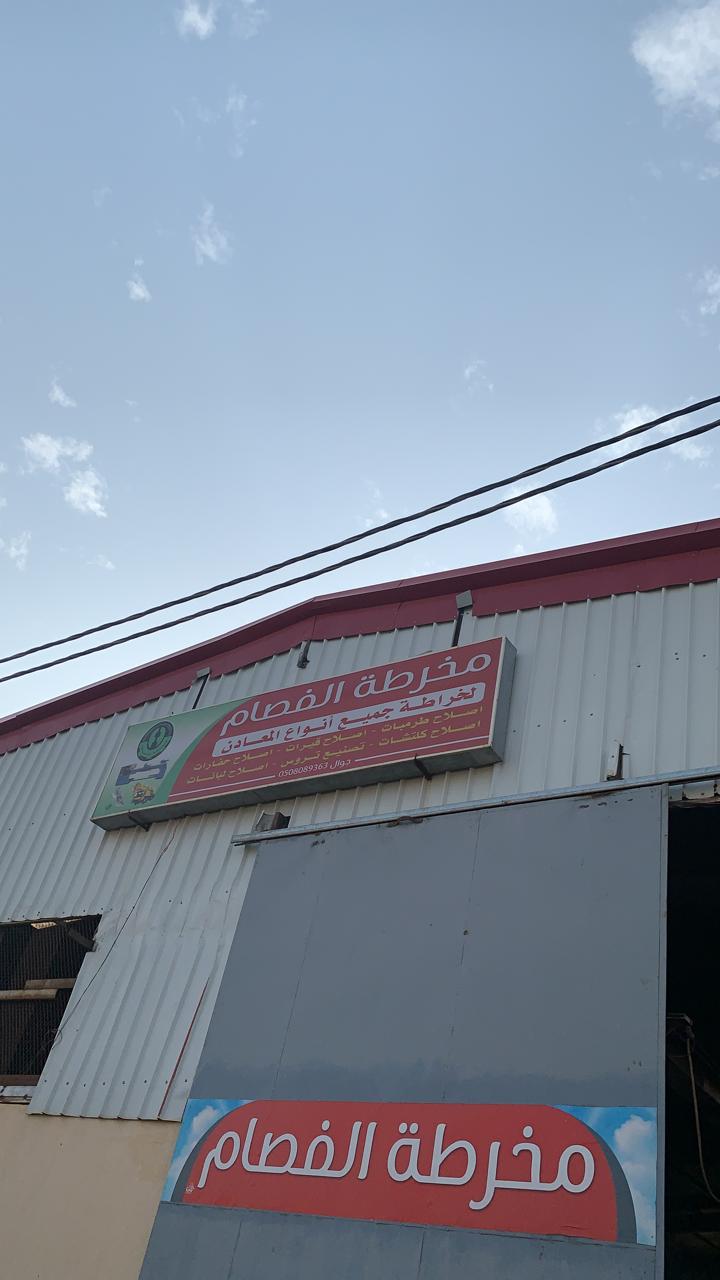 مخرطة الفصام
لخراطة جميع أنواع المعادن
اصلاح طرمبات - اصلاح قيرات - اصلاح حفارات
اصلاح كلتشات - تصنيع تروس - اصلاح لبانات
جوال 0508089363
مخرطة الفصام